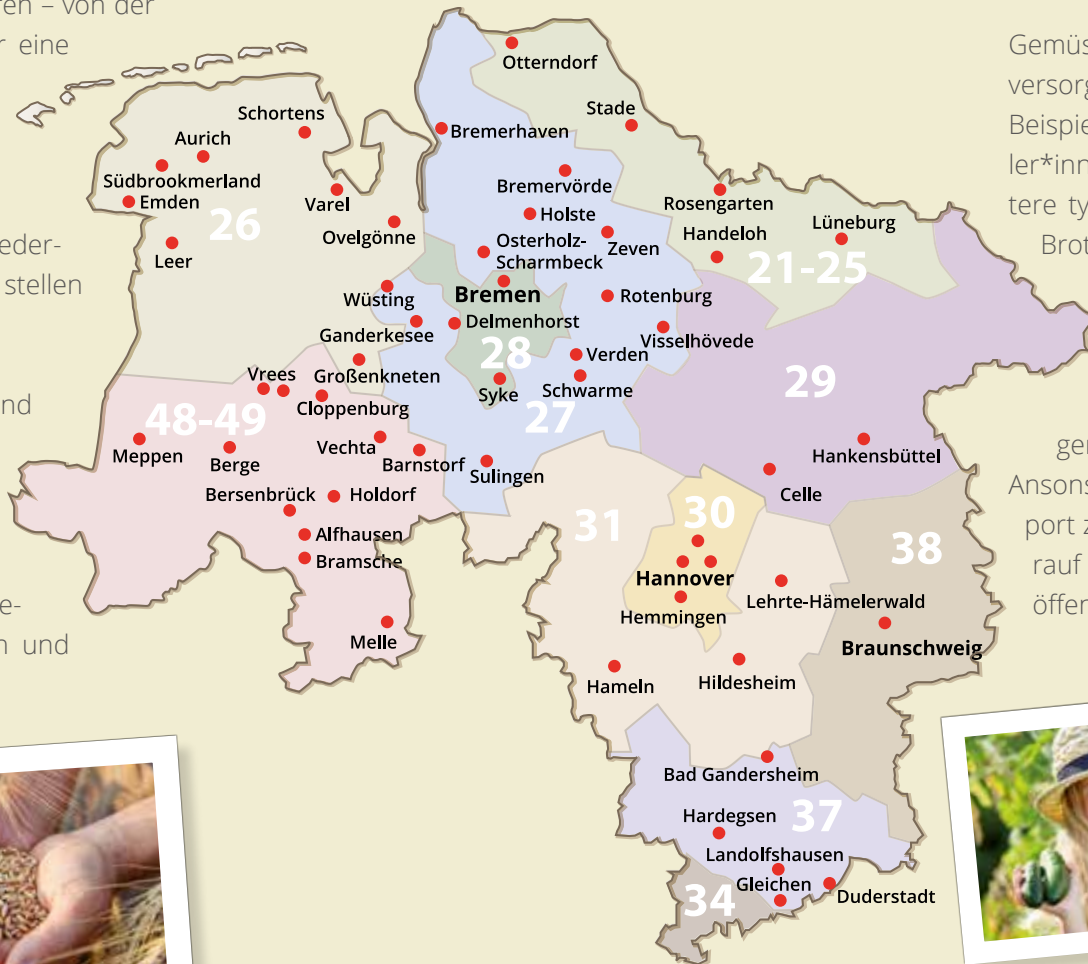 ren – von der
r eine
eder-
stellen
nd
e-
n und
Gemüs
versorg
Beispie
ler*inn
tere ty
Brot
gen
Ansons
port z
rauf
öffen
Otterndorf
Stade
Schortens
Aurich
Bremerhaven
Südbrookmerland
Emden
Bremervörde
Varel
Rosengarten
Holste
Lüneburg
26
Ovelgönne
Handeloh
Osterholz-
Scharmbeck
Zeven
Leer
21-25
Wüsting
Bremen
Rotenburg
Delmenhorst
Ganderkesee
Visselhövede
28
Verden
Vrees
Großenkneten
29
Syke
Schwarme
Cloppenburg
48-49
27
Vechta
Meppen
Berge
Barnstorf
Hankensbüttel
Sulingen
Bersenbrück
Holdorf
Celle
30
31
Alfhausen
38
Bramsche
Hannover
Lehrte-Hämelerwald
Hemmingen
Melle
Braunschweig
Hameln
Hildesheim
Bad Gandersheim
37
Hardegsen
Landolfshausen
Gleichen
34
Duderstadt